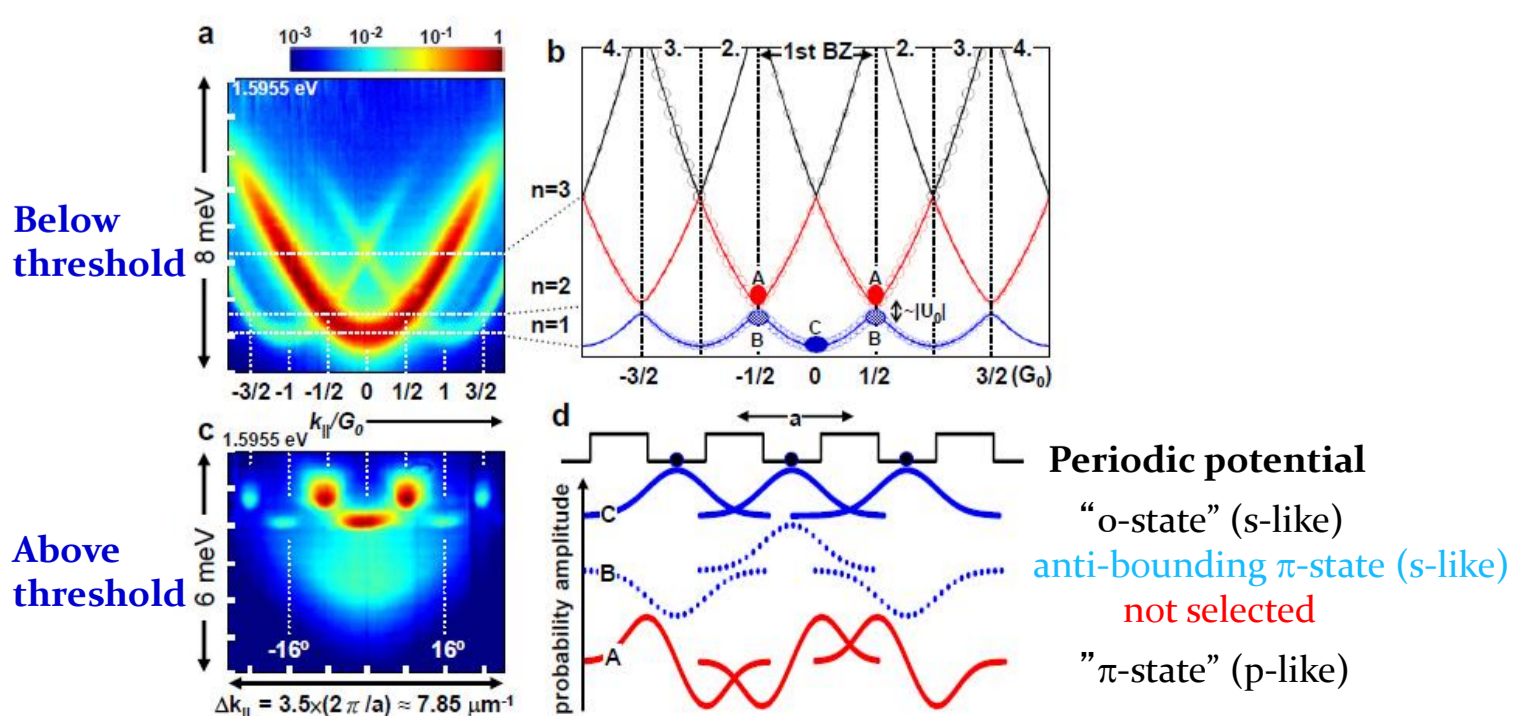 a
10⁻³ 10⁻² 10⁻¹ 1
1.5955 eV
8 meV
-3/2 -1 -1/2 0 1/2 1 3/2
k||/G₀
Below
threshold
b
4. 3. 2. 1st BZ 2. 3. 4.
n=3
n=2
n=1
A A
B C B
~|U₀|
-3/2 -1/2 0 1/2 3/2 (G₀)
c
1.5955 eV
6 meV
-16º 16º
Δk|| = 3.5×(2 π /a) ≈ 7.85 μm⁻¹
Above
threshold
d
a
probability amplitude
C
B
A
Periodic potential
“o-state” (s-like)
anti-bounding π-state (s-like)
not selected
”π-state” (p-like)